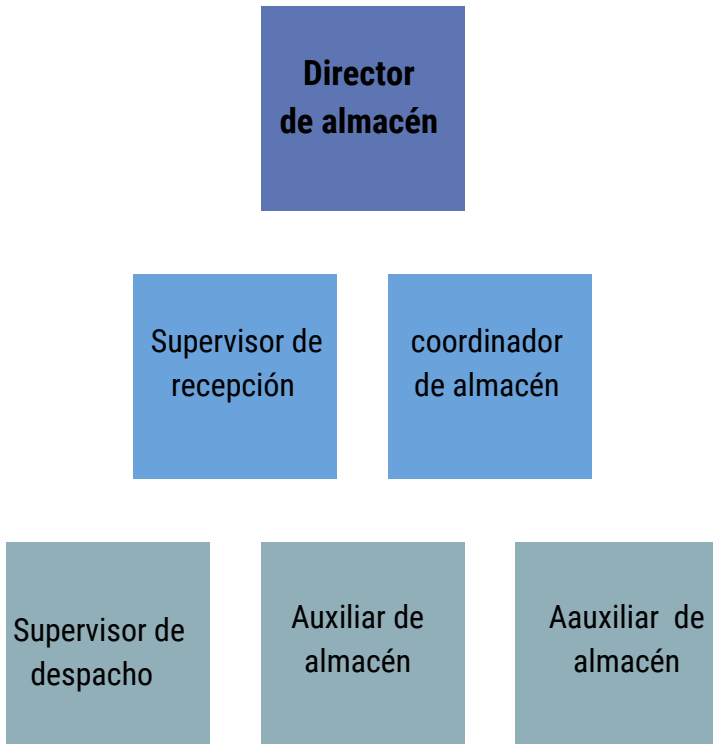 Director
de almacén
Supervisor de
recepción
coordinador
de almacén
Supervisor de
despacho
Auxiliar de
almacén
Aauxiliar  de
almacén